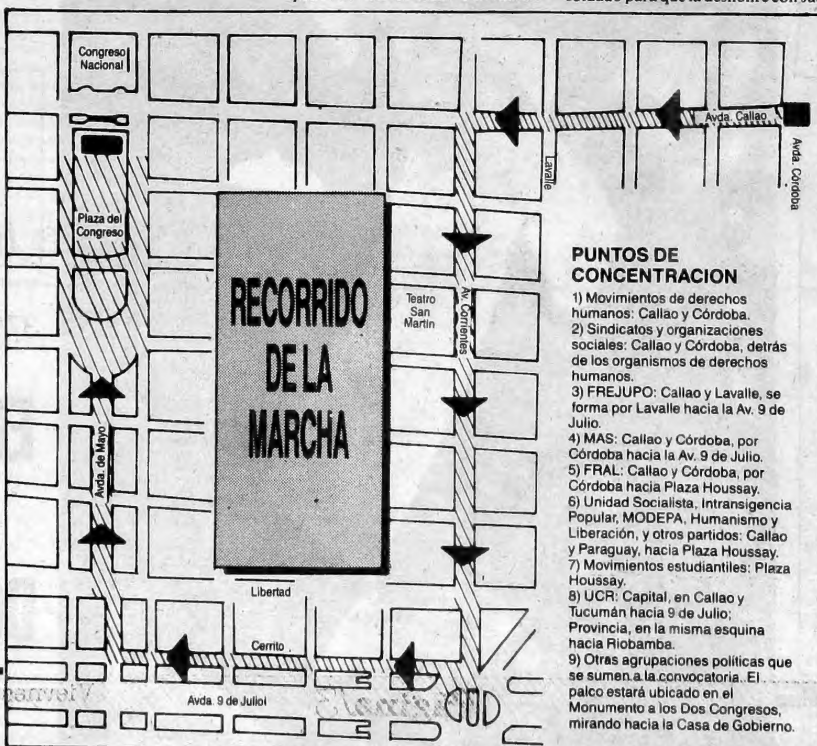 Congreso
Nacional
Avda. Callao
Avda. Córdoba
Lavalle
Plaza del
Congreso
RECORRIDO
DE LA
MARCHA
Teatro
San
Martín
Av. Corrientes
Avda. de Mayo
Libertad
Cerrito
Avda. 9 de Julio
PUNTOS DE
CONCENTRACION
1) Movimientos de derechos
humanos: Callao y Córdoba.
2) Sindicatos y organizaciones
sociales: Callao y Córdoba, detrás
de los organismos de derechos
humanos.
3) FREJUPO: Callao y Lavalle, se
forma por Lavalle hacia la Av. 9 de
Julio.
4) MAS: Callao y Córdoba, por
Córdoba hacia la Av. 9 de Julio.
5) FRAL: Callao y Córdoba, por
Córdoba hacia Plaza Houssay.
6) Unidad Socialista, Intransigencia
Popular, MODEPA, Humanismo y
Liberación, y otros partidos: Callao
y Paraguay, hacia Plaza Houssay.
7) Movimientos estudiantiles: Plaza
Houssay.
8) UCR: Capital, en Callao y
Tucumán hacia 9 de Julio;
Provincia, en la misma esquina
hacia Riobamba.
9) Otras agrupaciones políticas que
se sumen a la convocatoria. El
palco estará ubicado en el
Monumento a los Dos Congresos,
mirando hacia la Casa de Gobierno.